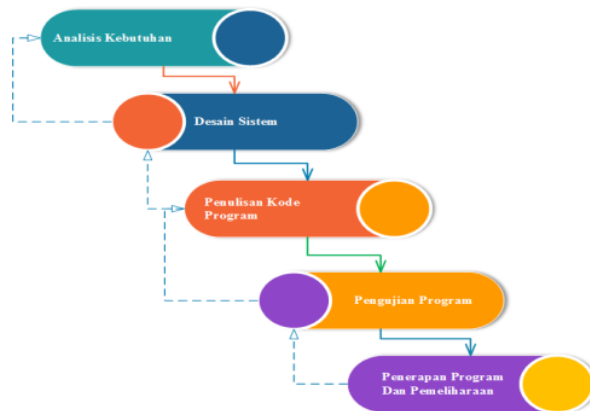 Analisis Kebutuhan
Desain Sistem
Penulisan Kode
Program
Pengujian Program
Penerapan Program
Dan Pemeliharaan